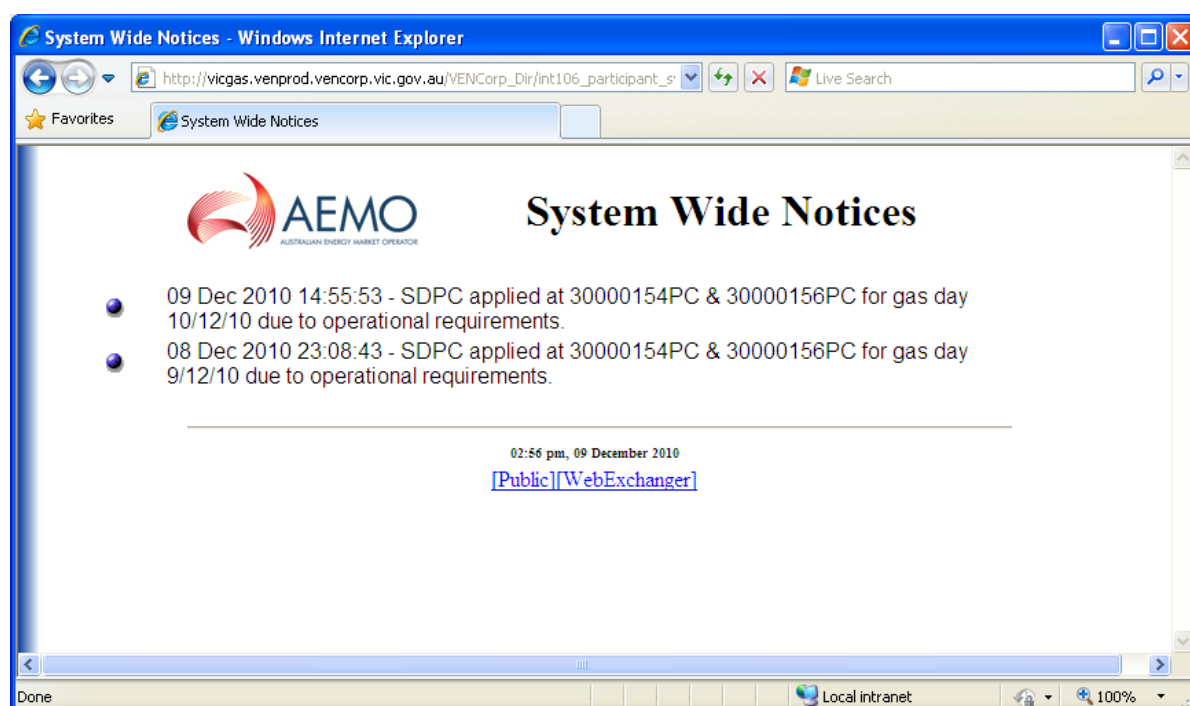 System Wide Notices - Windows Internet Explorer
http://vicgas.venprod.vencorp.vic.gov.au/VENCorp_Dir/int106_participant_s
Live Search
Favorites
System Wide Notices
AEMO
AUSTRALIAN ENERGY MARKET OPERATOR
System Wide Notices
09 Dec 2010 14:55:53 - SDPC applied at 30000154PC & 30000156PC for gas day
10/12/10 due to operational requirements.
08 Dec 2010 23:08:43 - SDPC applied at 30000154PC & 30000156PC for gas day
9/12/10 due to operational requirements.
02:56 pm, 09 December 2010
[Public][WebExchanger]
Done
Local intranet
100%